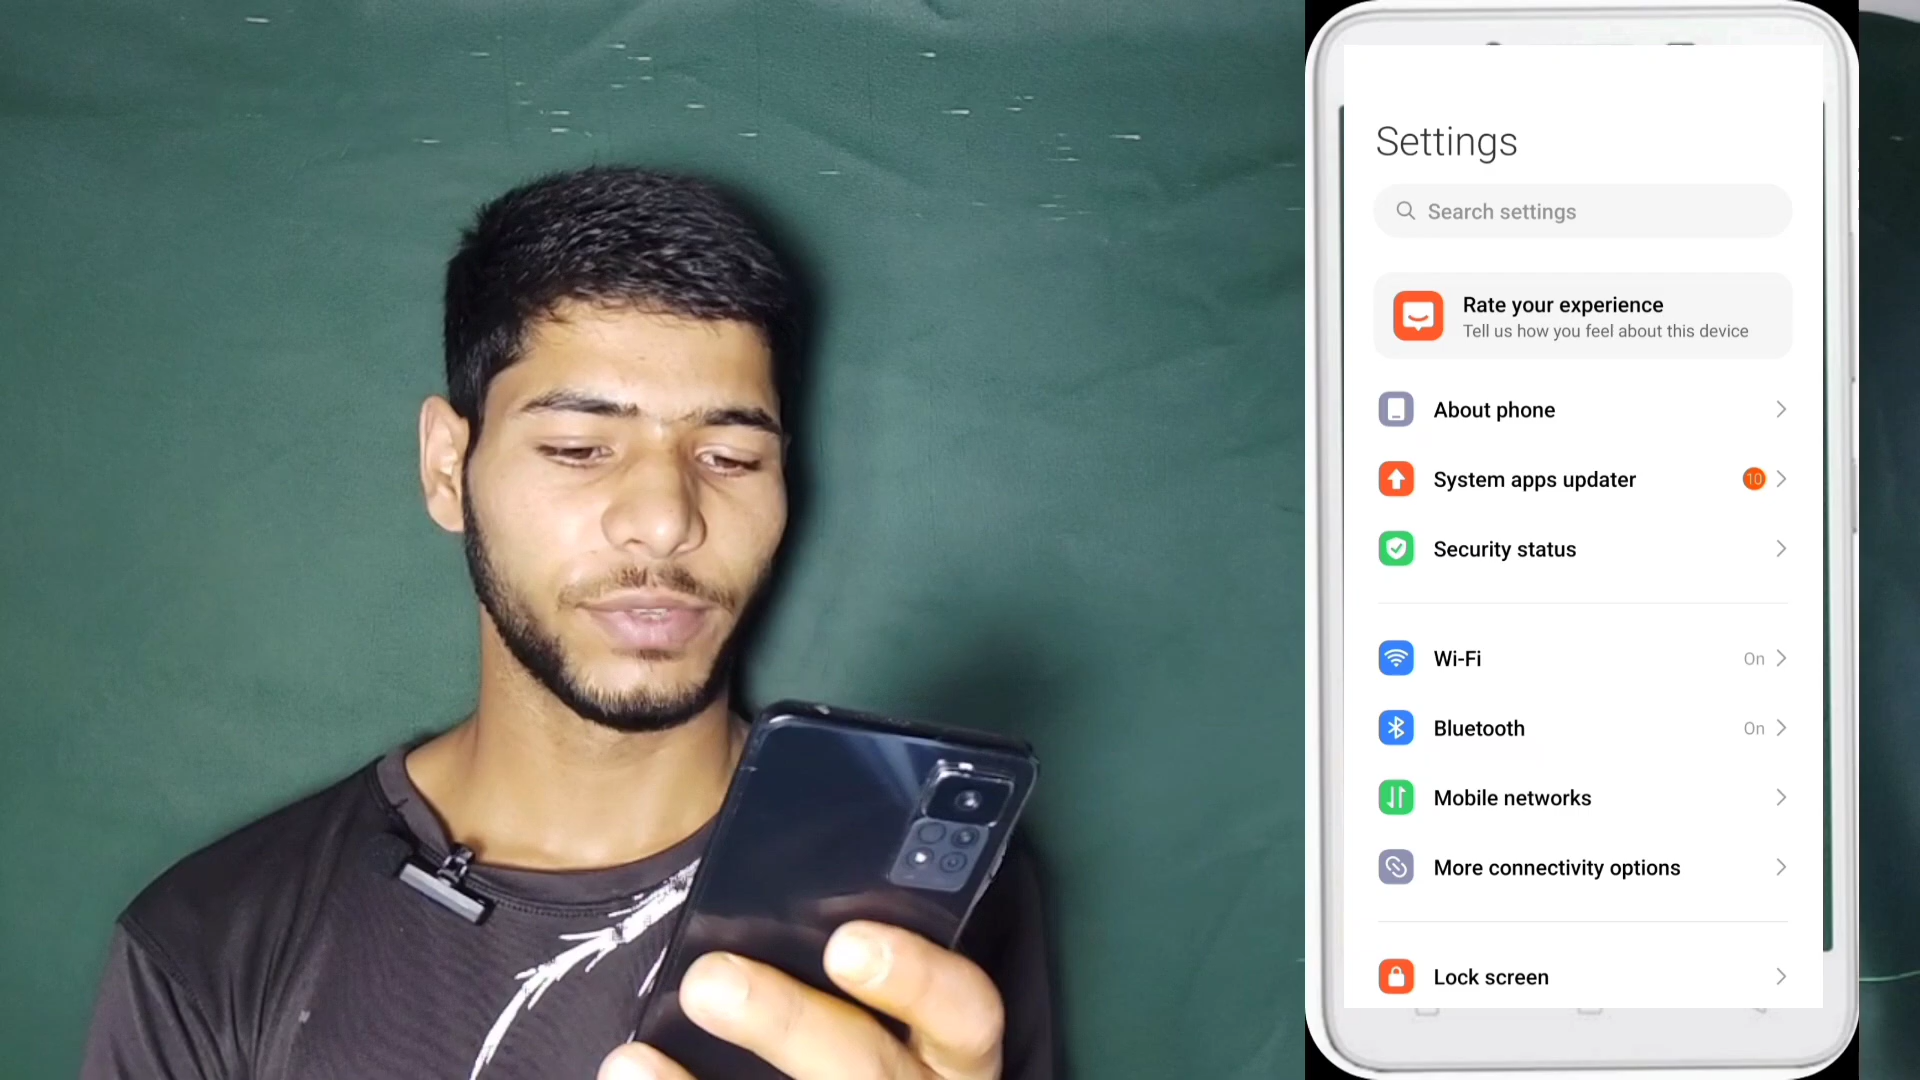 Settings
Search settings
Rate your experience
Tell us how you feel about this device
About phone
System apps updater 10
Security status
Wi-Fi On
Bluetooth On
Mobile networks
More connectivity options
Lock screen